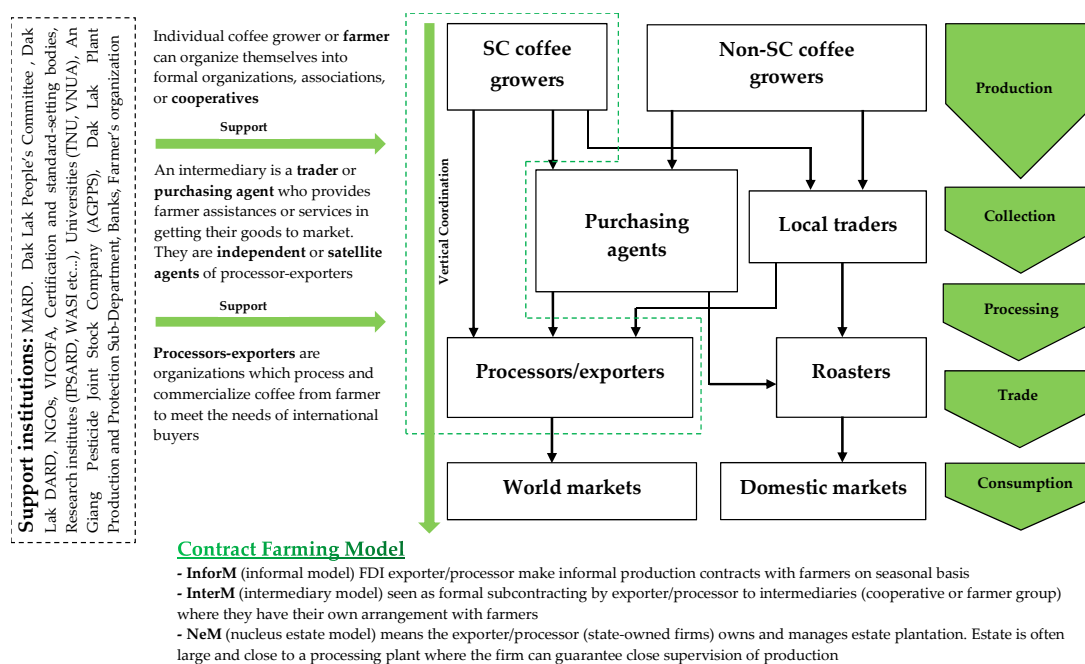 Support institutions: MARD. Dak Lak People's Committee , Dak
Lak DARD, NGOs, VICOFA, Certification and standard-setting bodies,
Research institutes (IPSARD, WASI etc...), Universities (TNU, VNUA), An
Giang Pesticide Joint Stock Company (AGPPS), Dak Lak Plant
Production and Protection Sub-Department, Banks, Farmer's organization
Individual coffee grower or farmer
can organize themselves into
formal organizations, associations,
or cooperatives
Support
An intermediary is a trader or
purchasing agent who provides
farmer assistances or services in
getting their goods to market.
They are independent or satellite
agents of processor-exporters
Support
Processors-exporters are
organizations which process and
commercialize coffee from farmer
to meet the needs of international
buyers
Vertical Coordination
SC coffee
growers
Non-SC coffee
growers
Purchasing
agents
Local traders
Processors/exporters
Roasters
World markets
Domestic markets
Production
Collection
Processing
Trade
Consumption
Contract Farming Model
- InforM (informal model) FDI exporter/processor make informal production contracts with farmers on seasonal basis
- InterM (intermediary model) seen as formal subcontracting by exporter/processor to intermediaries (cooperative or farmer group)
where they have their own arrangement with farmers
- NeM (nucleus estate model) means the exporter/processor (state-owned firms) owns and manages estate plantation. Estate is often
large and close to a processing plant where the firm can guarantee close supervision of production